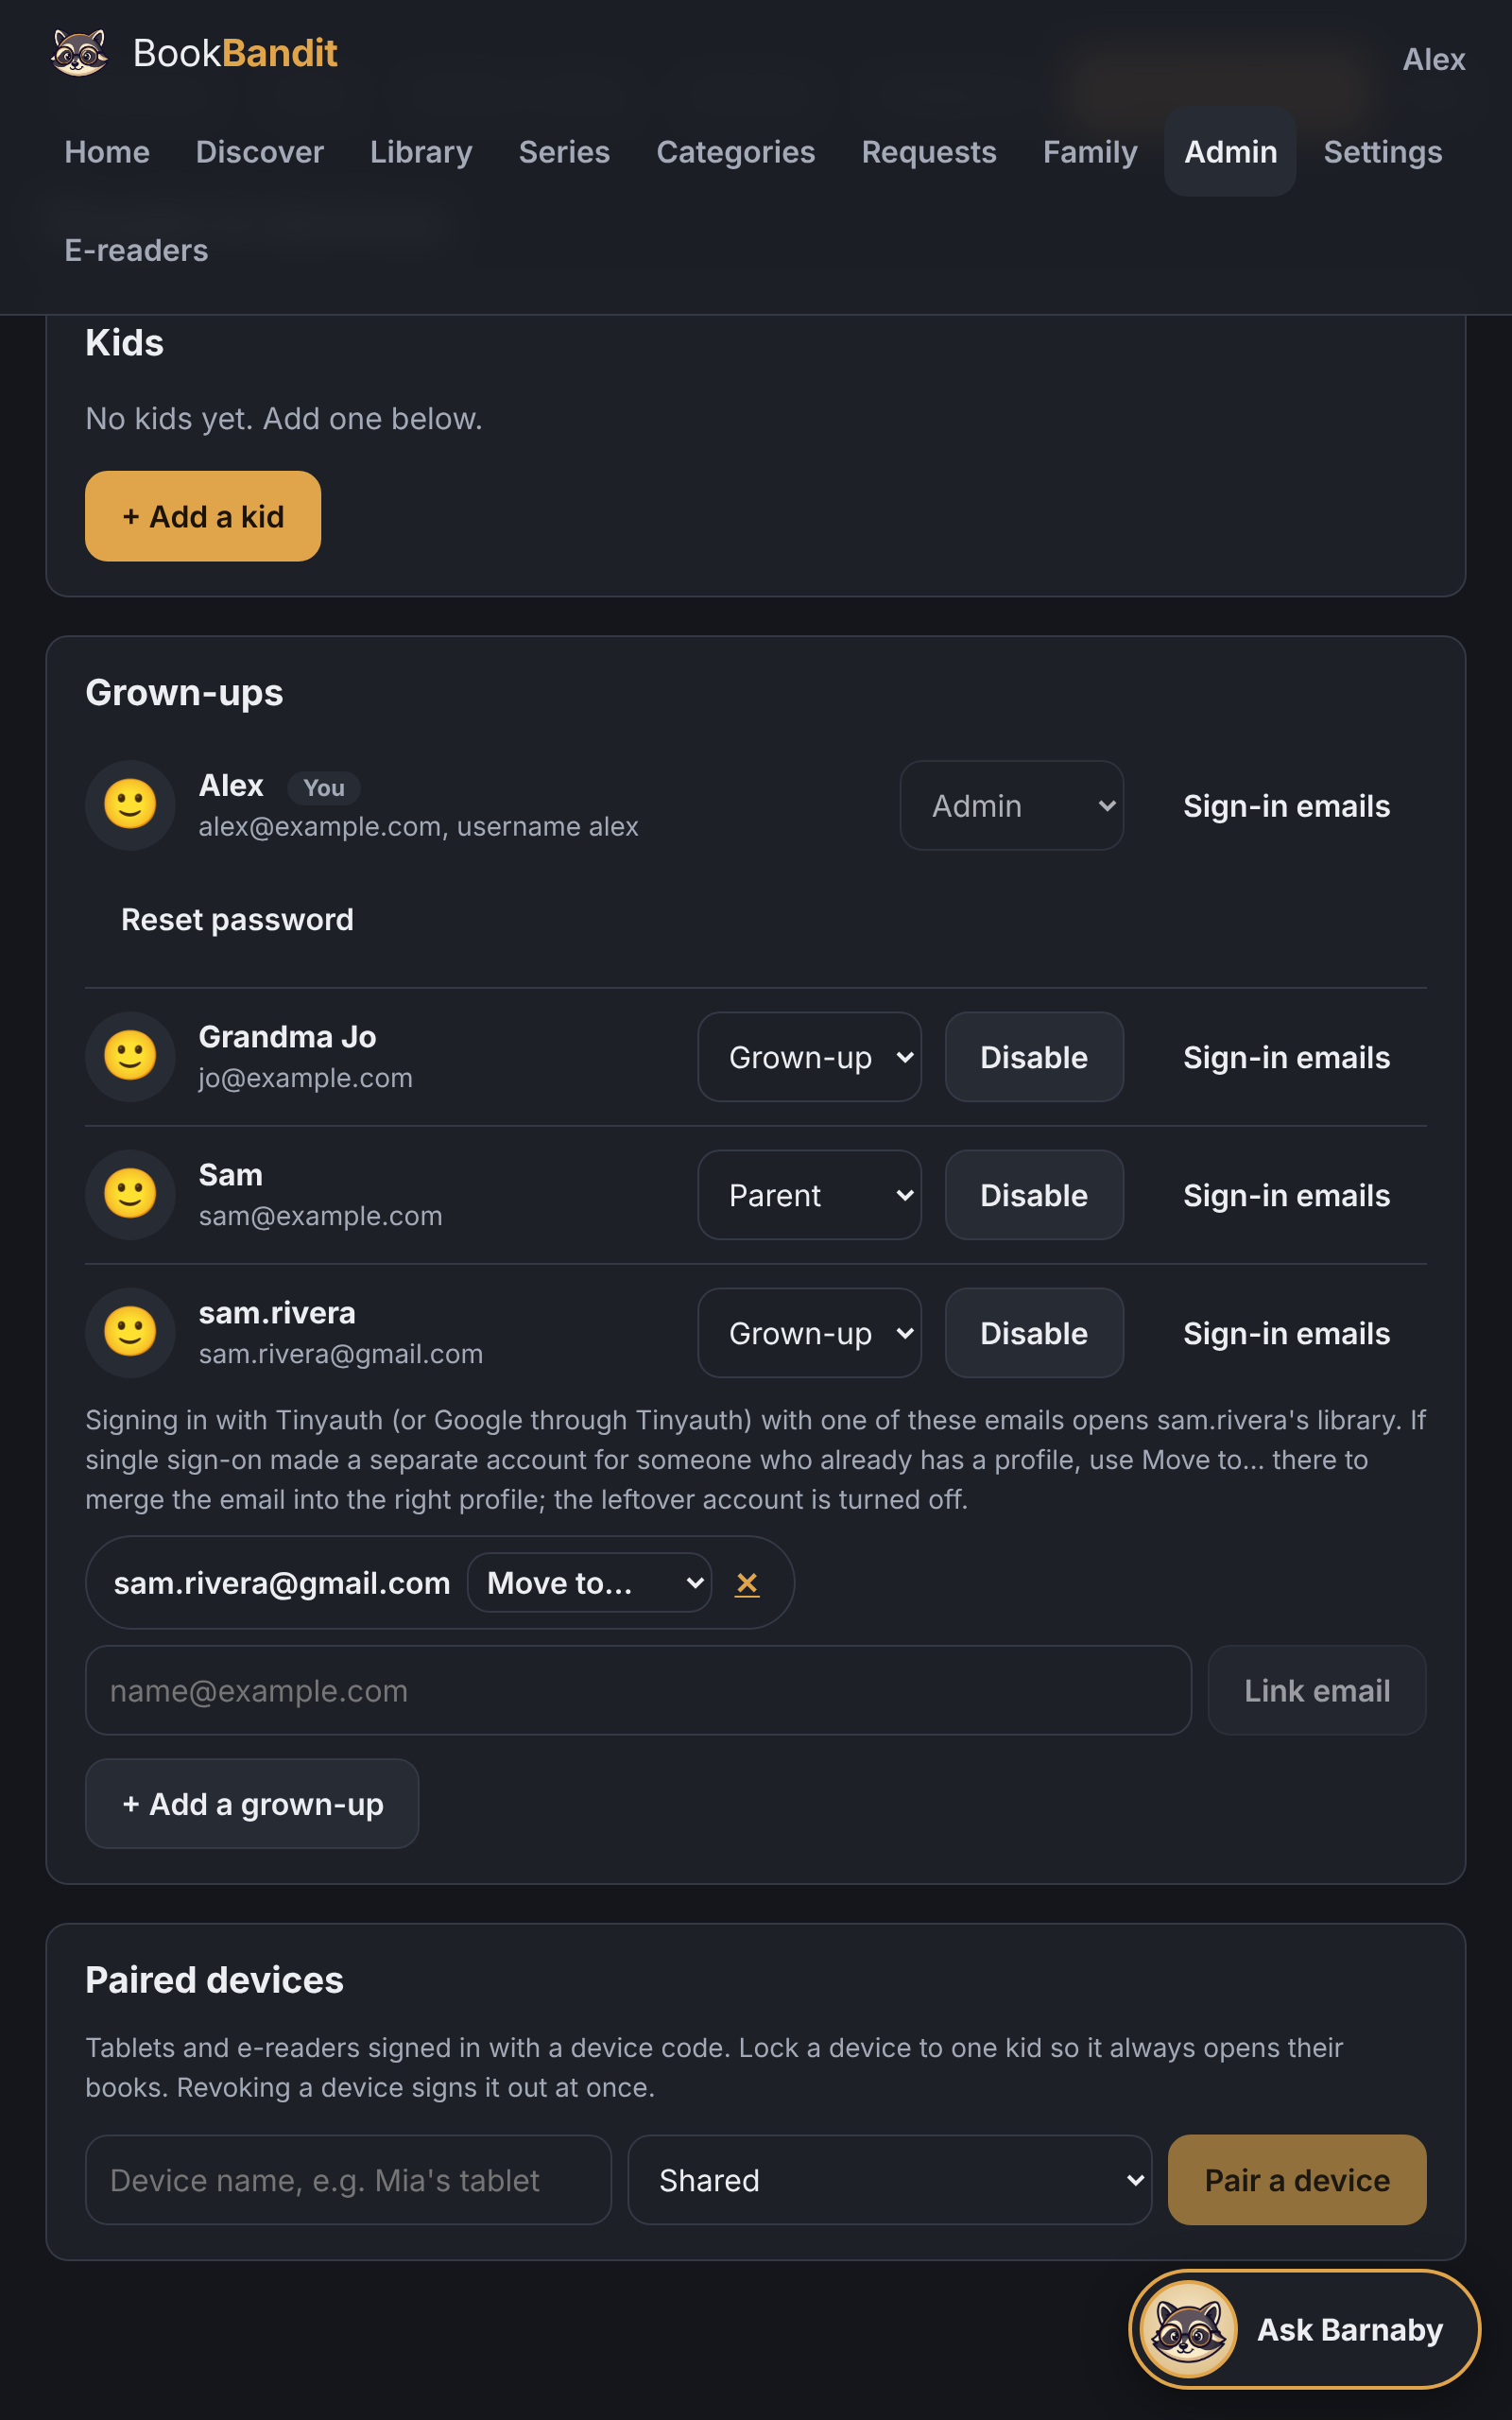 BookBandit
Alex
Home Discover Library Series Categories Requests Family Admin Settings
E-readers
Kids
No kids yet. Add one below.
+ Add a kid
Grown-ups
Alex You
alex@example.com, username alex
Admin
Sign-in emails
Reset password
Grandma Jo
jo@example.com
Grown-up
Disable
Sign-in emails
Sam
sam@example.com
Parent
Disable
Sign-in emails
sam.rivera
sam.rivera@gmail.com
Grown-up
Disable
Sign-in emails
Signing in with Tinyauth (or Google through Tinyauth) with one of these emails opens sam.rivera's library. If
single sign-on made a separate account for someone who already has a profile, use Move to... there to
merge the email into the right profile; the leftover account is turned off.
sam.rivera@gmail.com Move to... ✕
name@example.com
Link email
+ Add a grown-up
Paired devices
Tablets and e-readers signed in with a device code. Lock a device to one kid so it always opens their
books. Revoking a device signs it out at once.
Device name, e.g. Mia's tablet
Shared
Pair a device
Ask Barnaby